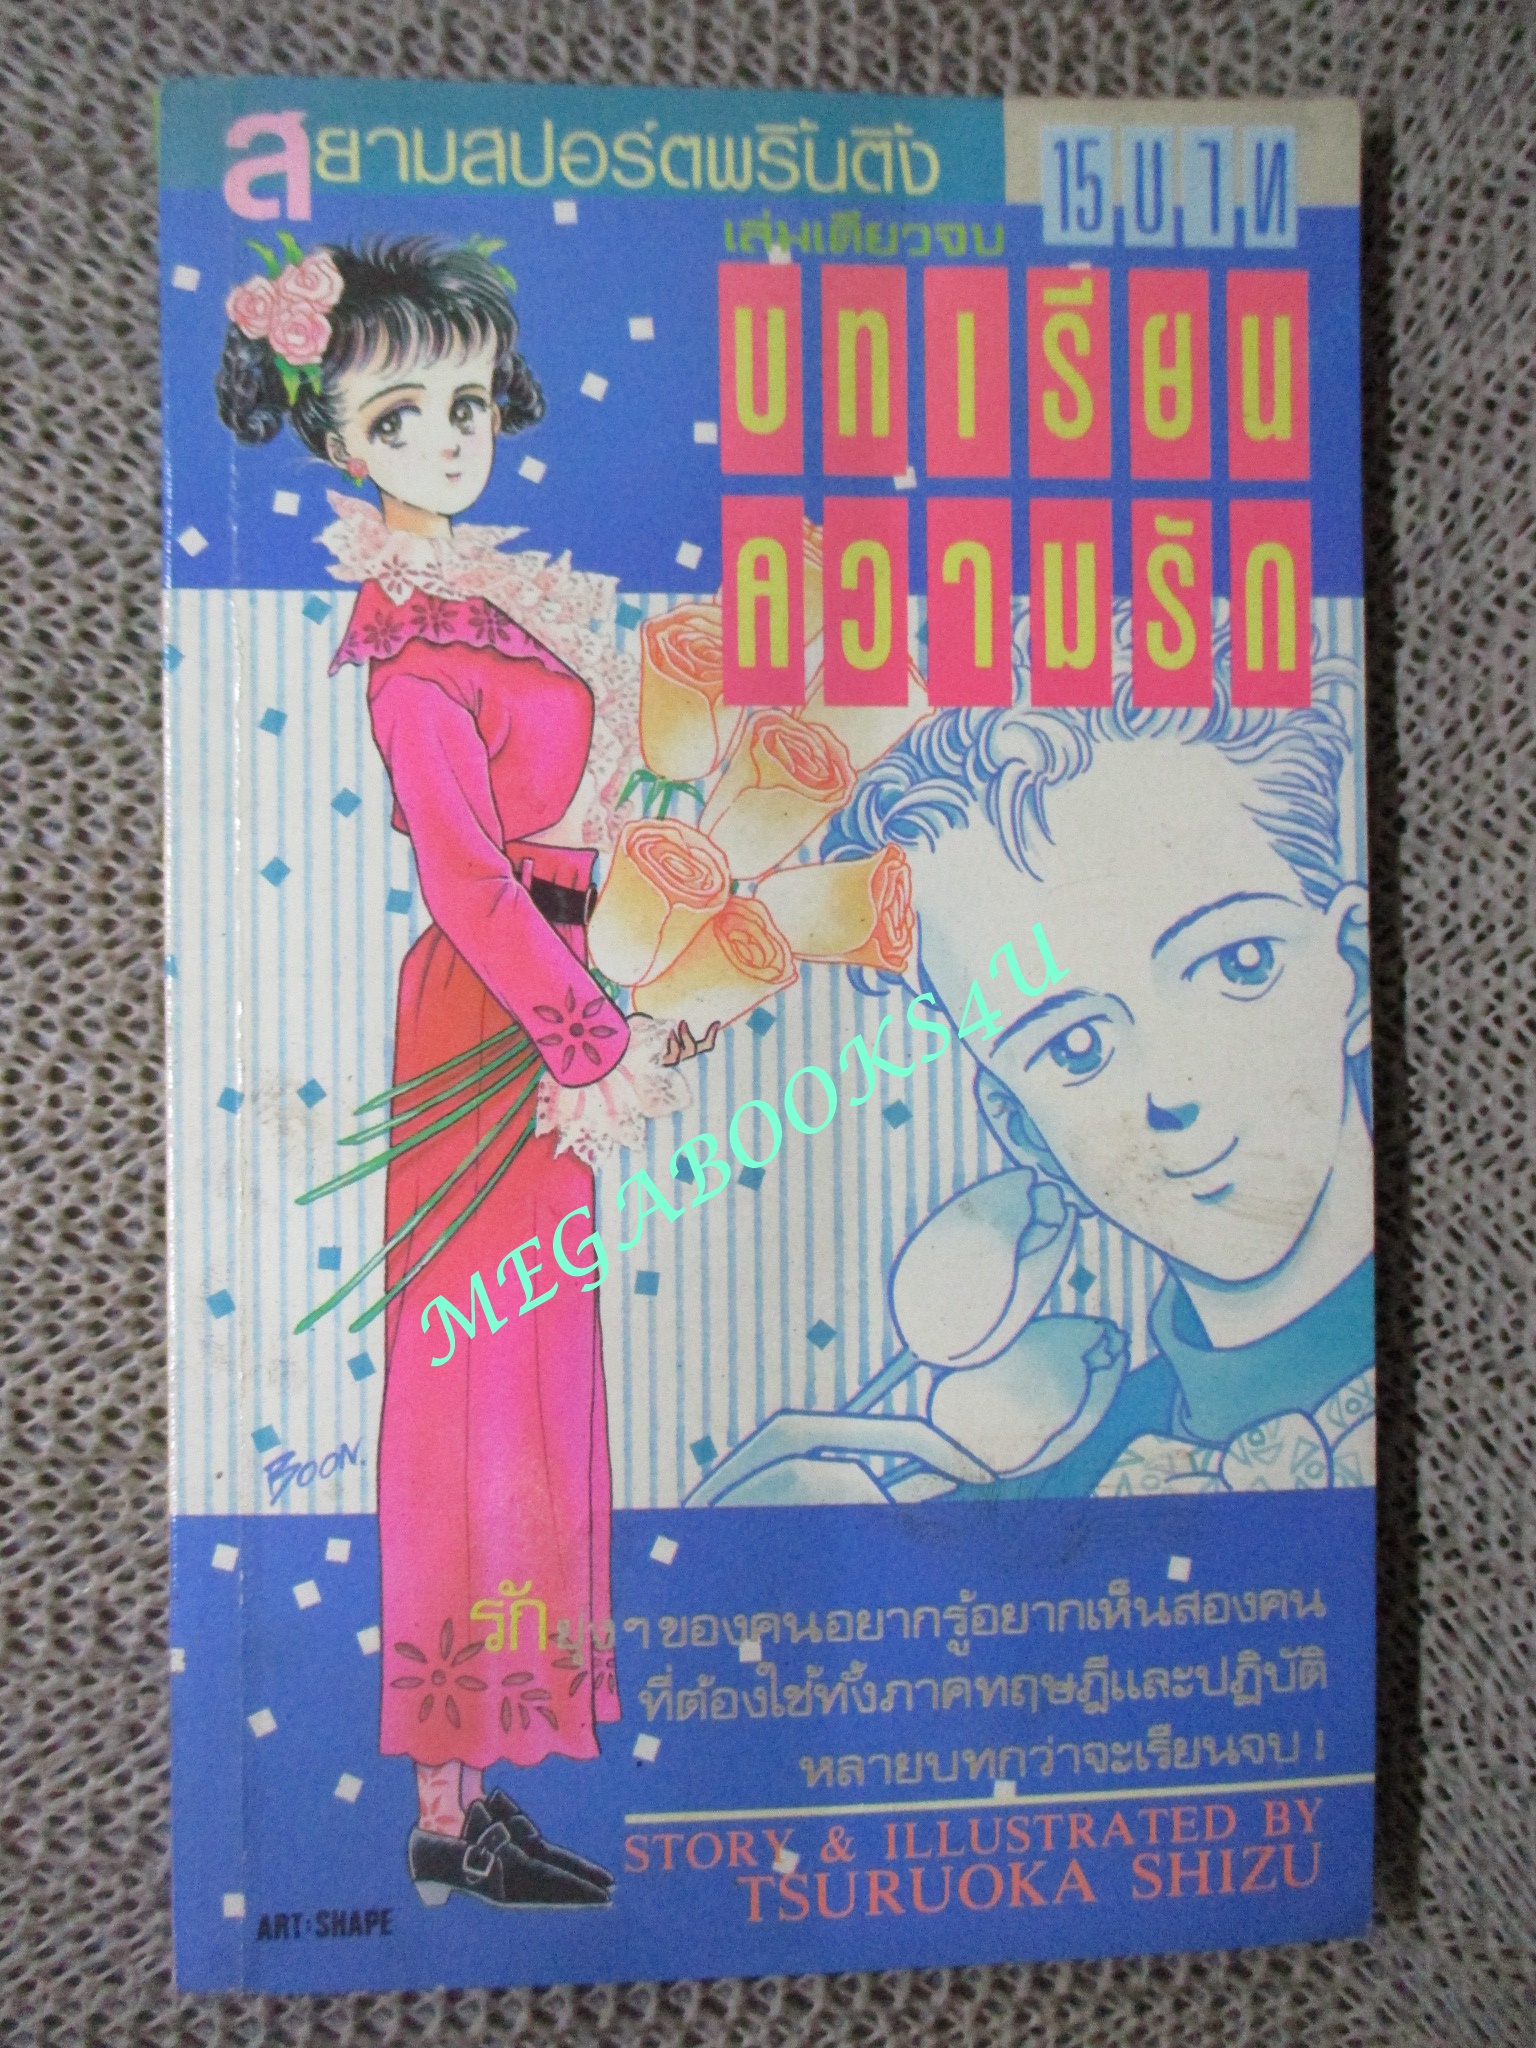 สยามสปอร์ตพริ้นติ้ง
15บาท
เล่มเดียวจบ
บทเรียน
ความรัก
MEGABOOKS4U
BOON.
รักยุ่งๆของคนอยากรู้อยากเห็นสองคน
ที่ต้องใช้ทั้งภาคทฤษฎีและปฏิบัติ
หลายบทกว่าจะเรียนจบ!
STORY & ILLUSTRATED BY
TSURUOKA SHIZU
ART:SHAPE